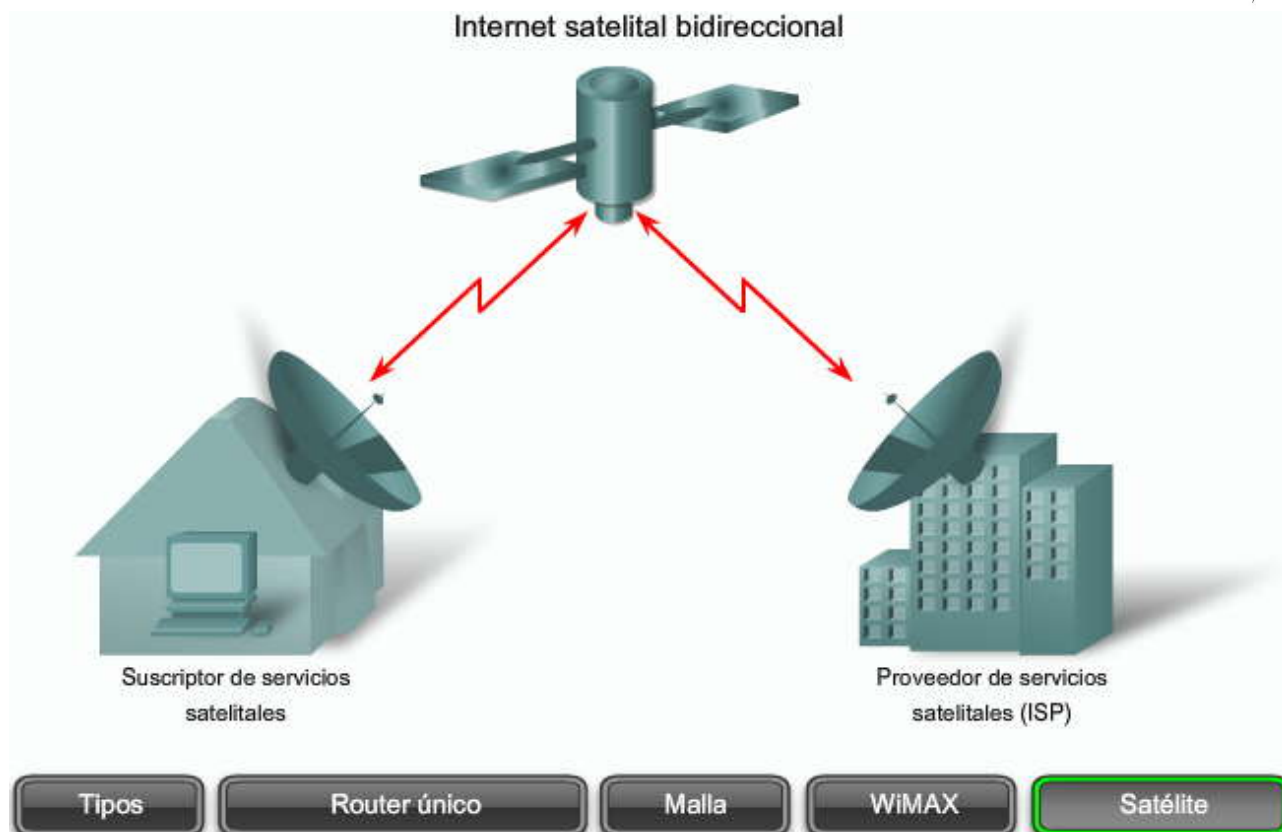 Internet satelital bidireccional
Suscriptor de servicios
satelitales
Proveedor de servicios
satelitales (ISP)
Tipos
Router único
Malla
WiMAX
Satélite